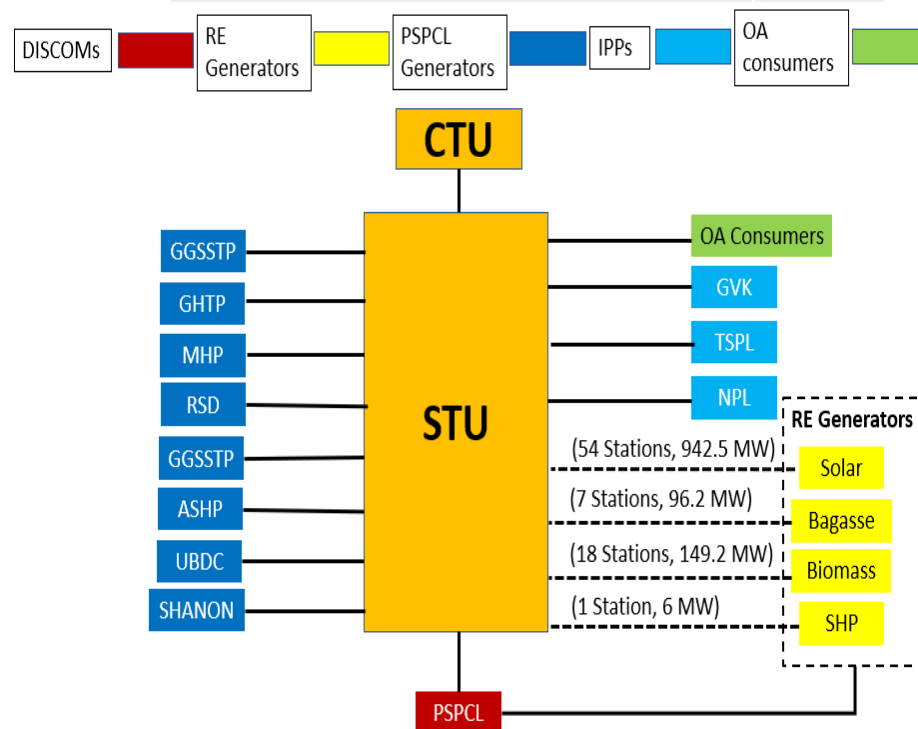 DISCOMs
RE
Generators
PSPCL
Generators
IPPs
OA
consumers
CTU
STU
GGSSTP
GHTP
MHP
RSD
GGSSTP
ASHP
UBDC
SHANON
OA Consumers
GVK
TSPL
NPL
RE Generators
(54 Stations, 942.5 MW)
Solar
(7 Stations, 96.2 MW)
Bagasse
(18 Stations, 149.2 MW)
Biomass
(1 Station, 6 MW)
SHP
PSPCL